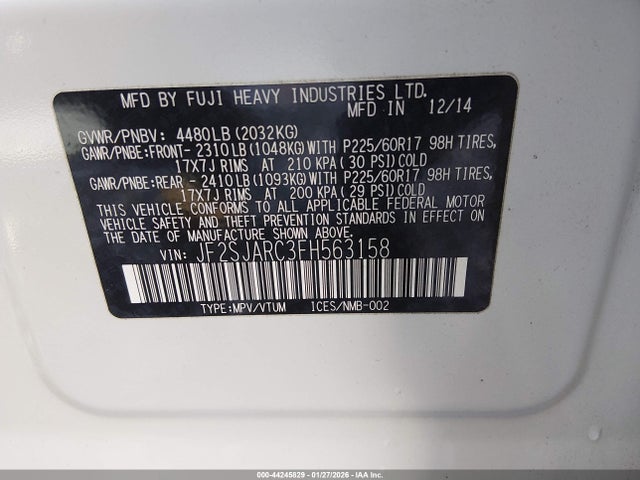 MFD BY FUJI HEAVY INDUSTRIES LTD.
MFD IN 12/14
GVWR/PNBV: 4480LB(2032KG)
GAWR/PNBE:FRONT- 2310LB(1048KG)WITH P225/60R17 98H TIRES,
17X7J RIMS AT 210 KPA(30 PSI)COLD
GAWR/PNBE:REAR - 2410LB(1093KG)WITH P225/60R17 98H TIRES,
17X7J RIMS AT 200 KPA(29 PSI)COLD
THIS VEHICLE CONFORMS TO ALL APPLICABLE FEDERAL MOTOR
VEHICLE SAFETY AND THEFT PREVENTION STANDARDS IN EFFECT
ON THE DATE OF MANUFACTURE SHOWN ABOVE.
VIN: JF2SJARC3FH563158
TYPE:MPV/VTUM ICES/NMB-002
000-44245829 - 01/27/2026 - IAA Corp.